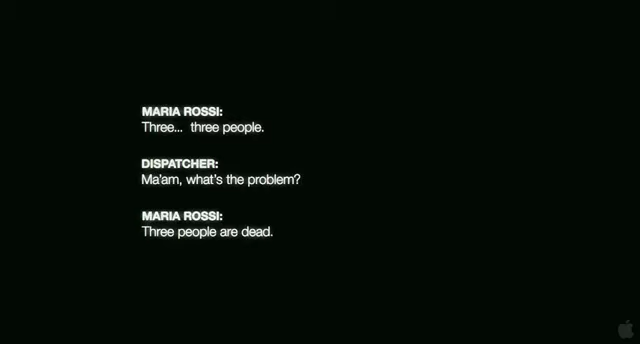 MARIA ROSSI:
Three... three people.
DISPATCHER:
Ma'am, what's the problem?
MARIA ROSSI:
Three people are dead.